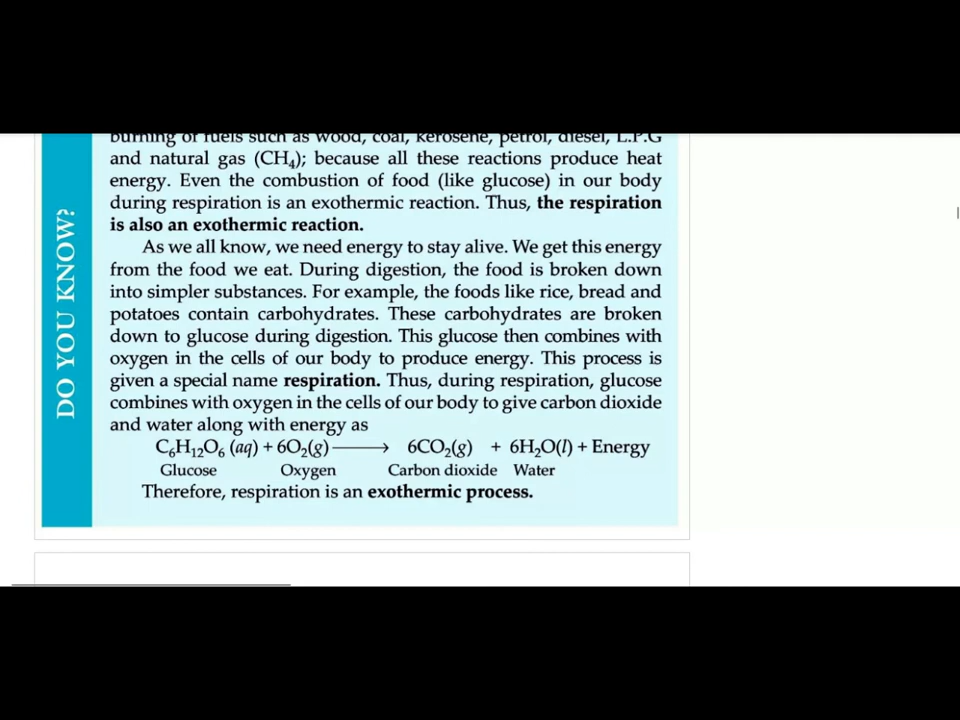 DO YOU KNOW?
burning of fuels such as wood, coal, kerosene, petrol, diesel, L.P.G
and natural gas (CH₄); because all these reactions produce heat
energy. Even the combustion of food (like glucose) in our body
during respiration is an exothermic reaction. Thus, the respiration
is also an exothermic reaction.
As we all know, we need energy to stay alive. We get this energy
from the food we eat. During digestion, the food is broken down
into simpler substances. For example, the foods like rice, bread and
potatoes contain carbohydrates. These carbohydrates are broken
down to glucose during digestion. This glucose then combines with
oxygen in the cells of our body to produce energy. This process is
given a special name respiration. Thus, during respiration, glucose
combines with oxygen in the cells of our body to give carbon dioxide
and water along with energy as
C₆H₁₂O₆ (aq) + 6O₂(g) ⟶ 6CO₂(g) + 6H₂O(l) + Energy
Glucose Oxygen Carbon dioxide Water
Therefore, respiration is an exothermic process.